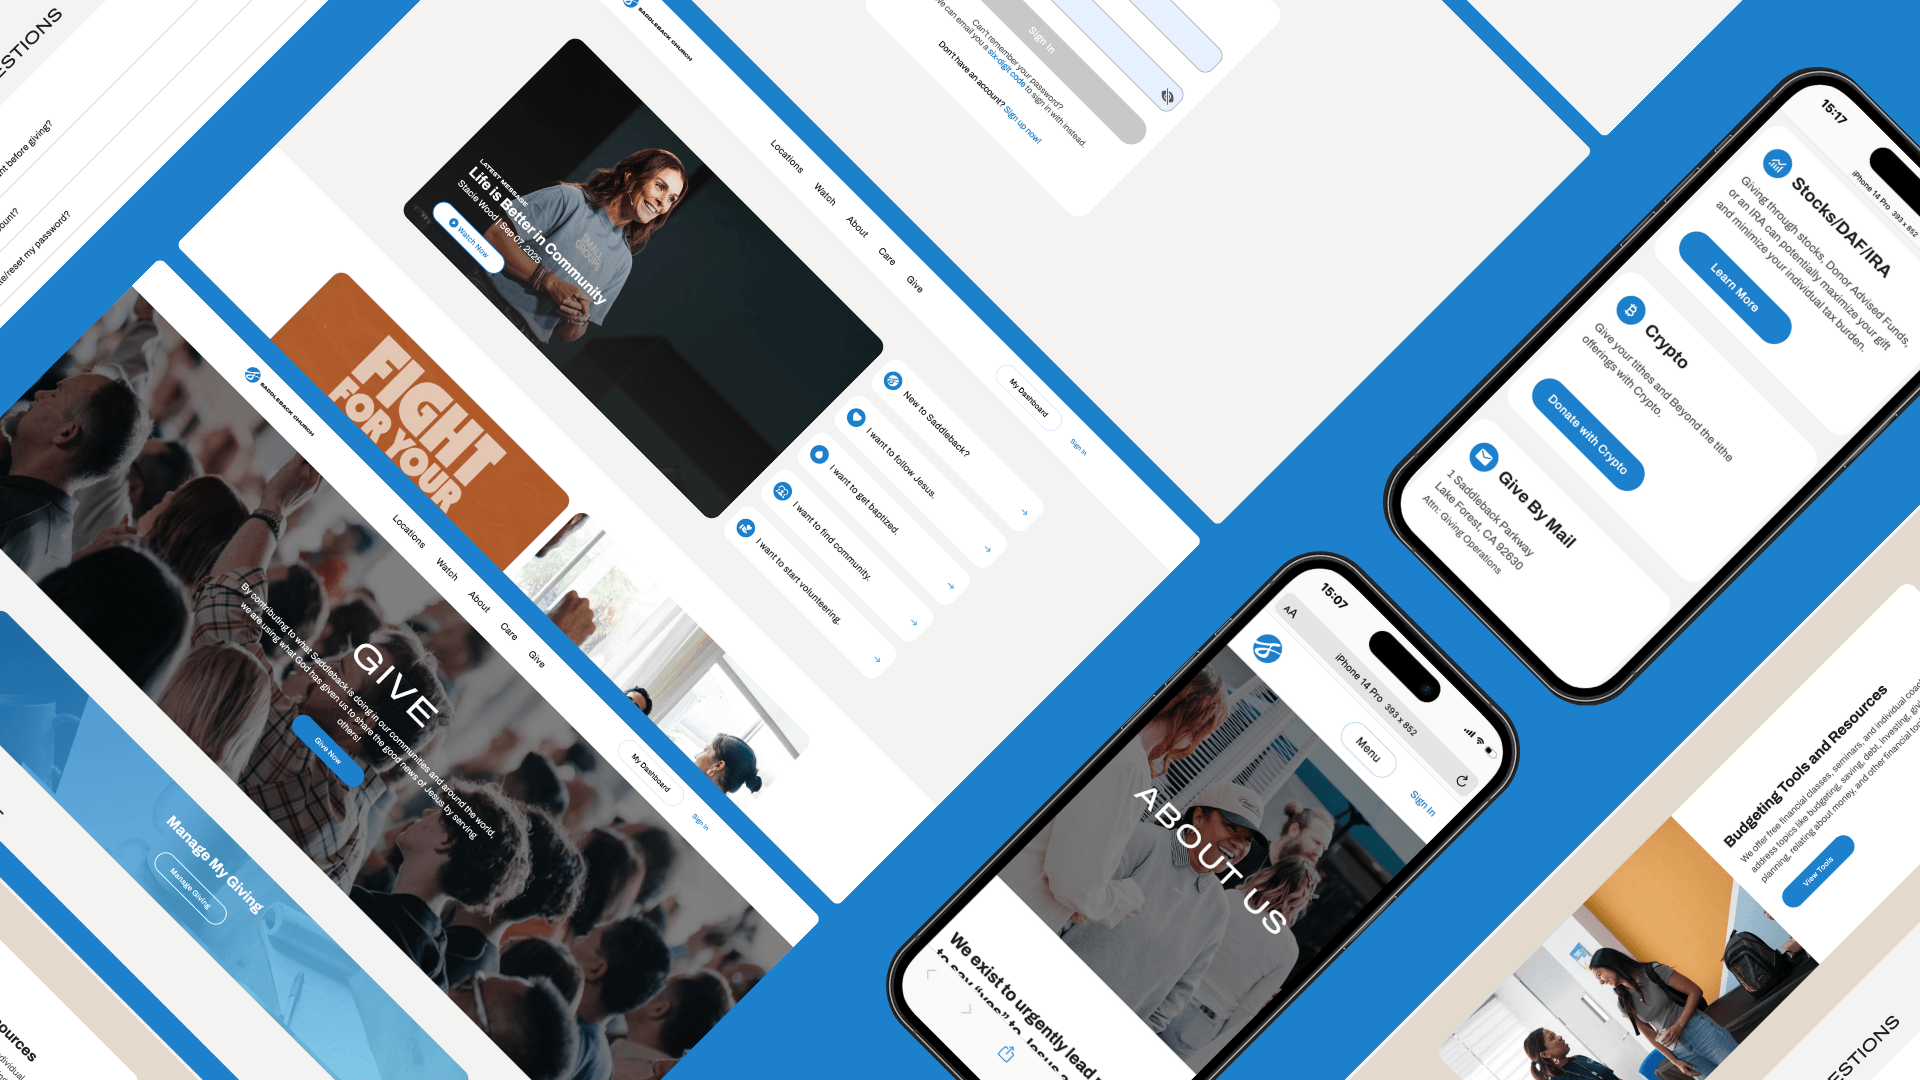 ESTIONS
nt before giving?
ount?
e/reset my password?
SADDLEBACK CHURCH
Locations
Watch
About
Care
Give
My Dashboard
Sign In
LATEST MESSAGE
Life is Better in Community
Stacie Wood | Sep 07, 2025
Watch Now
SMALL
GROUPS
New to Saddleback?
I want to follow Jesus.
I want to get baptized.
I want to find community.
I want to start volunteering.
FIGHT
FOR YOUR
Sign In
Can't remember your password?
We can email you a six-digit code to sign in with instead.
Don't have an account? Sign up now!
SADDLEBACK CHURCH
Locations
Watch
About
Care
Give
My Dashboard
Sign In
GIVE
By contributing to what Saddleback is doing in our communities and around the world,
we are using what God has given us to share the good news of Jesus by serving
others!
Give Now
Manage My Giving
Manage Giving
ources
dividual
15:17
iPhone 14 Pro 393 x 852
Stocks/DAF/IRA
Giving through stocks, Donor Advised Funds,
or an IRA can potentially maximize your gift
and minimize your individual tax burden.
Learn More
Crypto
Give your tithes and Beyond the tithe
offerings with Crypto.
Donate with Crypto
Give By Mail
1 Saddleback Parkway
Lake Forest, CA 92630
Attn: Giving Operations
15:07
AA
iPhone 14 Pro 393 x 852
Menu
Sign In
ABOUT US
We exist to urgently lead
to say "yes" to Jesus
Budgeting Tools and Resources
We offer free financial classes, seminars, and individual coac
address topics like budgeting, saving, debt, investing, giv
planning, relating about money, and other financial to
View Tools
ESTIONS